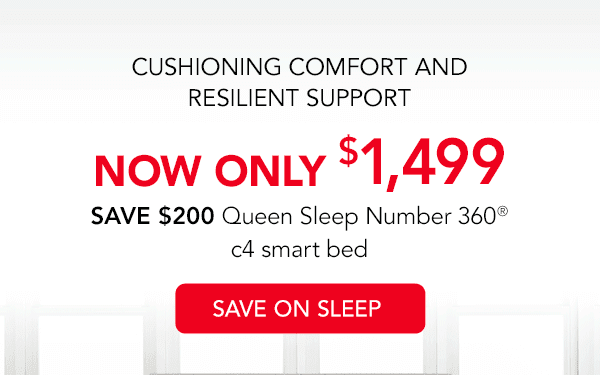 CUSHIONING COMFORT AND
RESILIENT SUPPORT
NOW ONLY $1,499
SAVE $200 Queen Sleep Number 360®
c4 smart bed
SAVE ON SLEEP